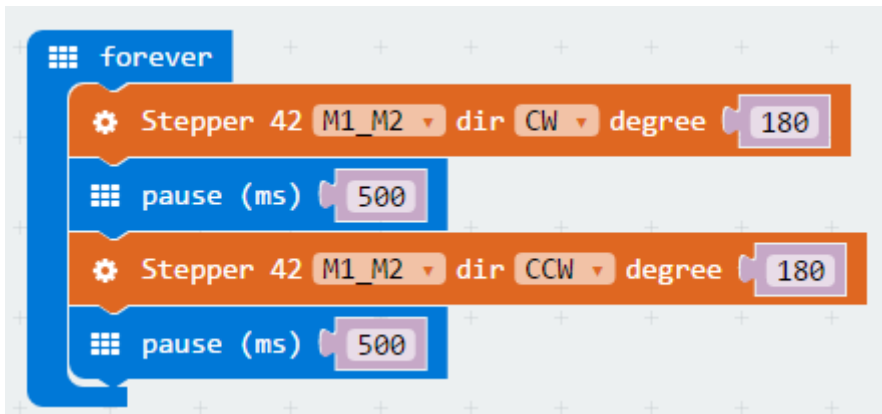 forever
Stepper 42 M1_M2 dir CW degree 180
pause (ms) 500
Stepper 42 M1_M2 dir CCW degree 180
pause (ms) 500